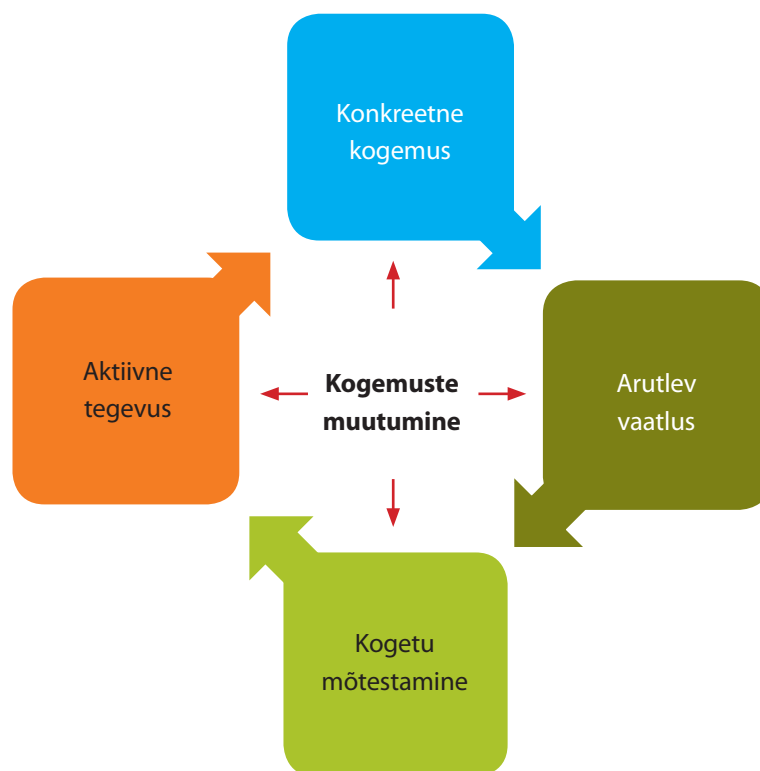 Konkreetne
kogemus
Aktiivne
tegevus
Kogemuste
muutumine
Arutlev
vaatlus
Kogetu
mõtestamine